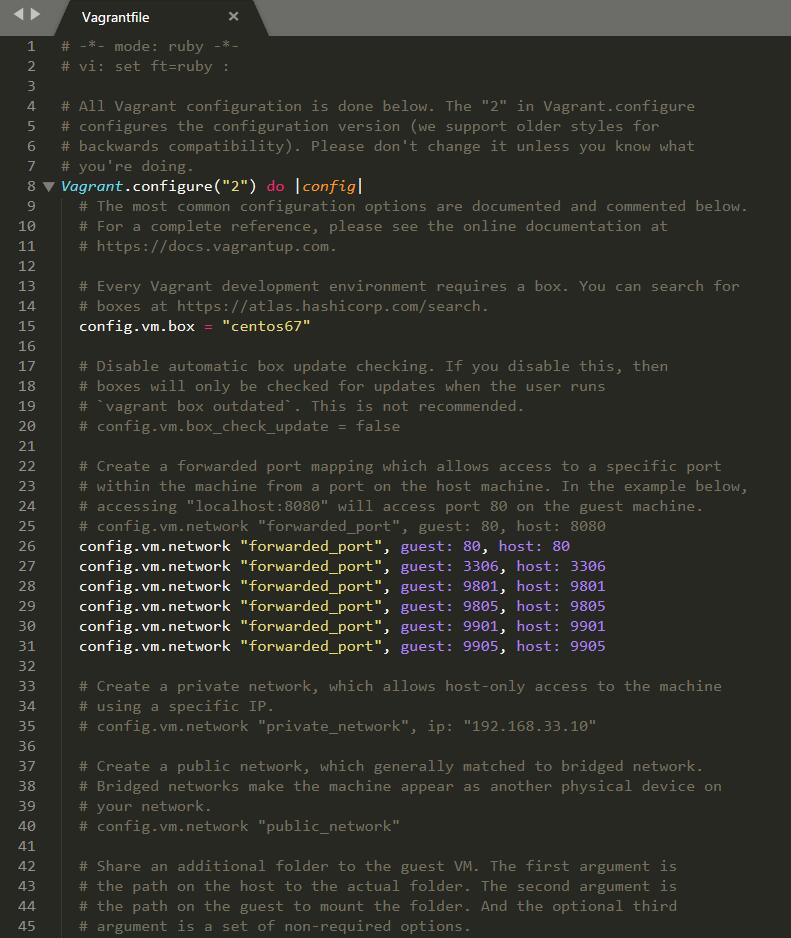 Vagrantfile
1 # -*- mode: ruby -*-
2 # vi: set ft=ruby :
3
4 # All Vagrant configuration is done below. The "2" in Vagrant.configure
5 # configures the configuration version (we support older styles for
6 # backwards compatibility). Please don't change it unless you know what
7 # you're doing.
8 Vagrant.configure("2") do |config|
9 # The most common configuration options are documented and commented below.
10 # For a complete reference, please see the online documentation at
11 # https://docs.vagrantup.com.
12
13 # Every Vagrant development environment requires a box. You can search for
14 # boxes at https://atlas.hashicorp.com/search.
15 config.vm.box = "centos67"
16
17 # Disable automatic box update checking. If you disable this, then
18 # boxes will only be checked for updates when the user runs
19 # `vagrant box outdated`. This is not recommended.
20 # config.vm.box_check_update = false
21
22 # Create a forwarded port mapping which allows access to a specific port
23 # within the machine from a port on the host machine. In the example below,
24 # accessing "localhost:8080" will access port 80 on the guest machine.
25 # config.vm.network "forwarded_port", guest: 80, host: 8080
26 config.vm.network "forwarded_port", guest: 80, host: 80
27 config.vm.network "forwarded_port", guest: 3306, host: 3306
28 config.vm.network "forwarded_port", guest: 9801, host: 9801
29 config.vm.network "forwarded_port", guest: 9805, host: 9805
30 config.vm.network "forwarded_port", guest: 9901, host: 9901
31 config.vm.network "forwarded_port", guest: 9905, host: 9905
32
33 # Create a private network, which allows host-only access to the machine
34 # using a specific IP.
35 # config.vm.network "private_network", ip: "192.168.33.10"
36
37 # Create a public network, which generally matched to bridged network.
38 # Bridged networks make the machine appear as another physical device on
39 # your network.
40 # config.vm.network "public_network"
41
42 # Share an additional folder to the guest VM. The first argument is
43 # the path on the host to the actual folder. The second argument is
44 # the path on the guest to mount the folder. And the optional third
45 # argument is a set of non-required options.